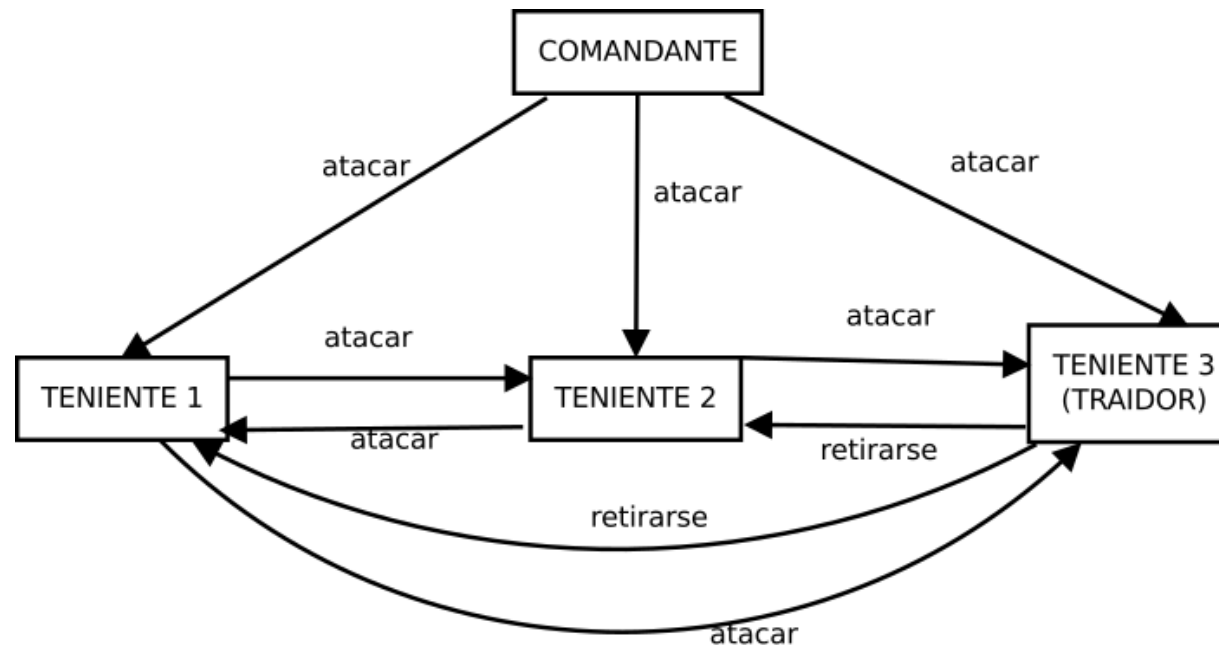 COMANDANTE
atacar
atacar
atacar
atacar
atacar
TENIENTE 1
TENIENTE 2
TENIENTE 3
(TRAIDOR)
atacar
retirarse
retirarse
atacar